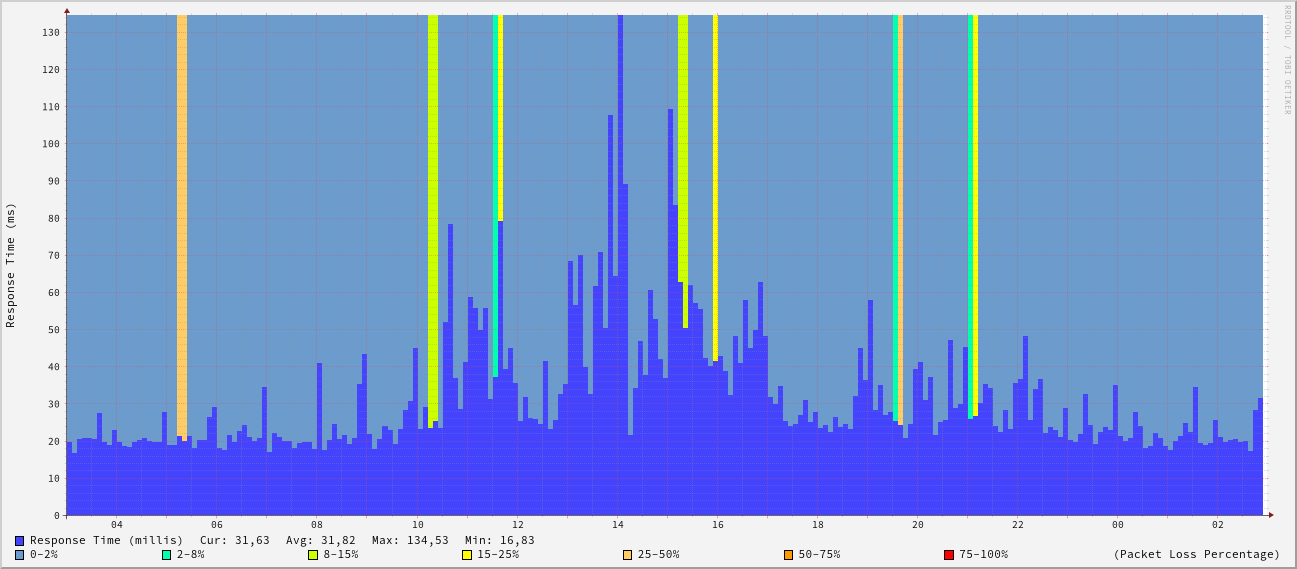 RRDTOOL / TOBI OETIKER
Response Time (ms)
130
120
110
100
90
80
70
60
50
40
30
20
10
0
04 06 08 10 12 14 16 18 20 22 00 02
Response Time (millis) Cur: 31,63 Avg: 31,82 Max: 134,53 Min: 16,83
0-2% 2-8% 8-15% 15-25% 25-50% 50-75% 75-100% (Packet Loss Percentage)